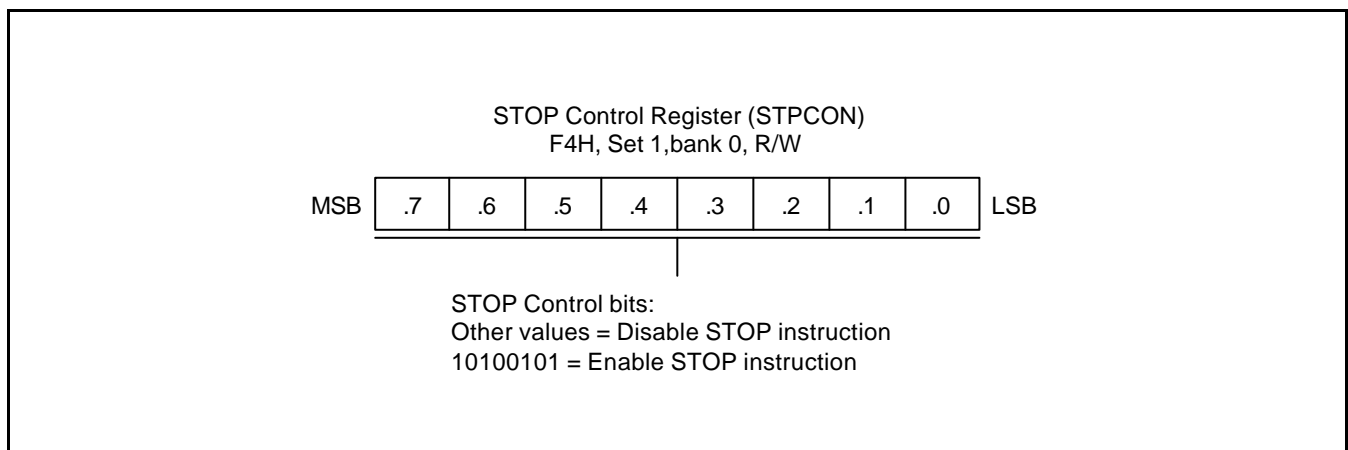 STOP Control Register (STPCON)
F4H, Set 1,bank 0, R/W
MSB .7 .6 .5 .4 .3 .2 .1 .0 LSB
STOP Control bits:
Other values = Disable STOP instruction
10100101 = Enable STOP instruction